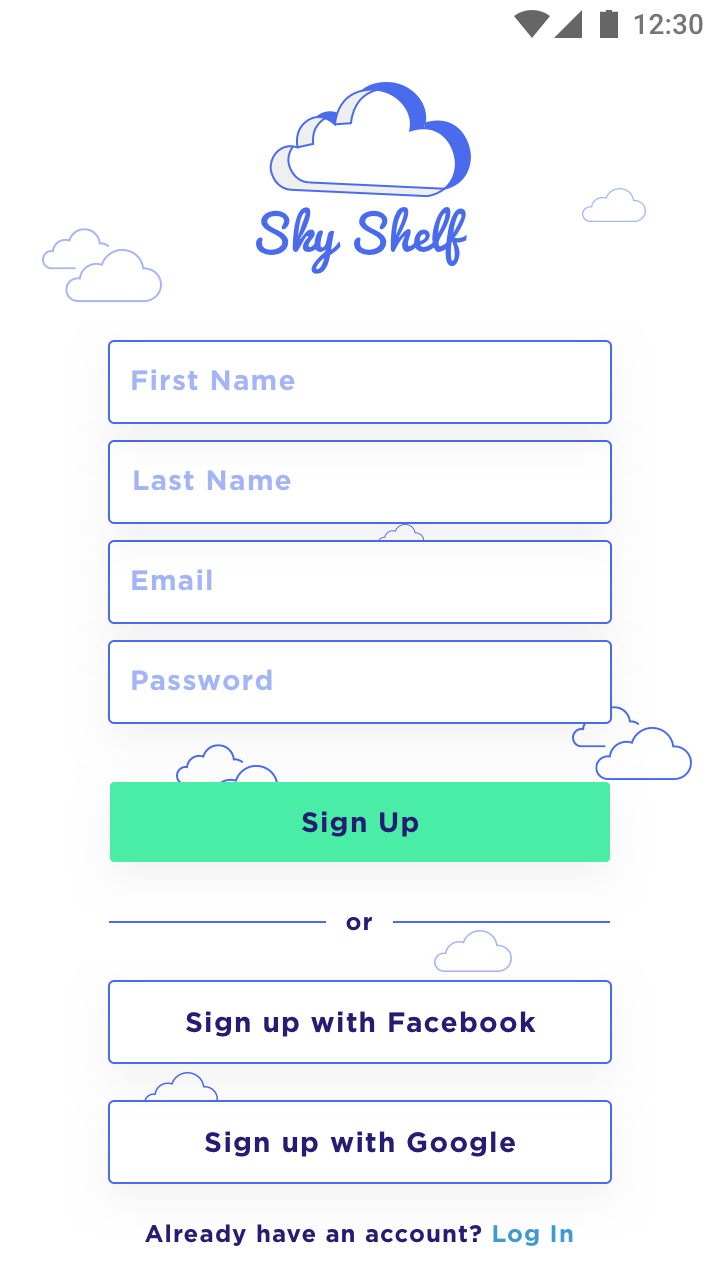 12:30
Sky Shelf
First Name
Last Name
Email
Password
Sign Up
or
Sign up with Facebook
Sign up with Google
Already have an account? Log In